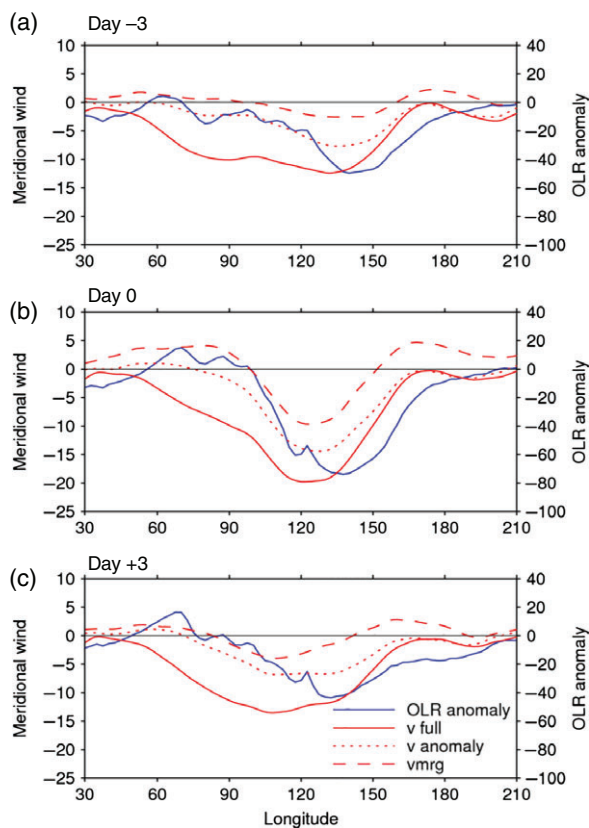 (a) Day –3
10 40
5 20
0 0
–5 –20
–10 –40
–15 –60
–20 –80
–25 –100
Meridional wind
OLR anomaly
30 60 90 120 150 180 210
(b) Day 0
10 40
5 20
0 0
–5 –20
–10 –40
–15 –60
–20 –80
–25 –100
Meridional wind
OLR anomaly
30 60 90 120 150 180 210
(c) Day +3
10 40
5 20
0 0
–5 –20
–10 –40
–15 –60
–20 –80
–25 –100
Meridional wind
OLR anomaly
OLR anomaly
v full
v anomaly
vmrg
30 60 90 120 150 180 210
Longitude